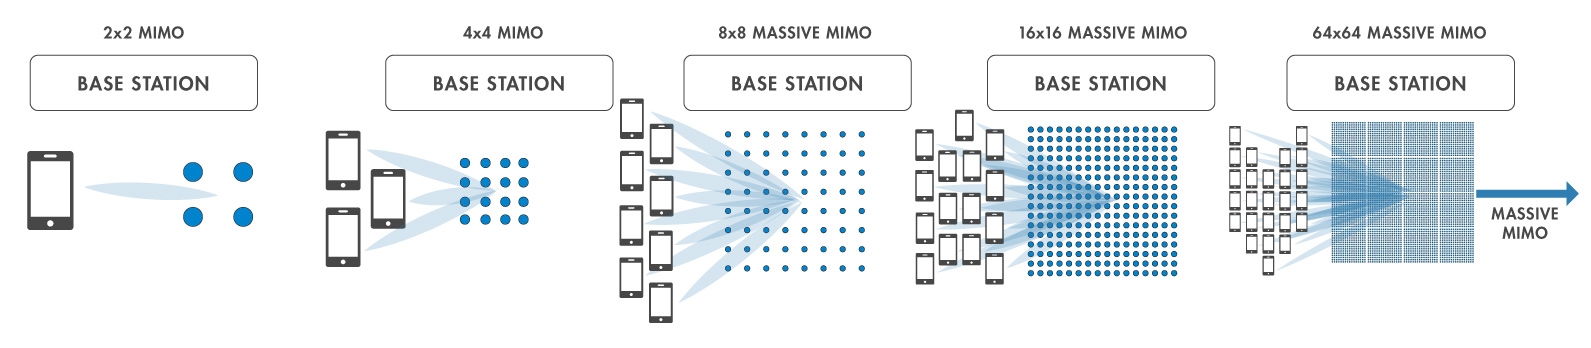 2x2 MIMO
BASE STATION
4x4 MIMO
BASE STATION
8x8 MASSIVE MIMO
BASE STATION
16x16 MASSIVE MIMO
BASE STATION
64x64 MASSIVE MIMO
BASE STATION
MASSIVE
MIMO